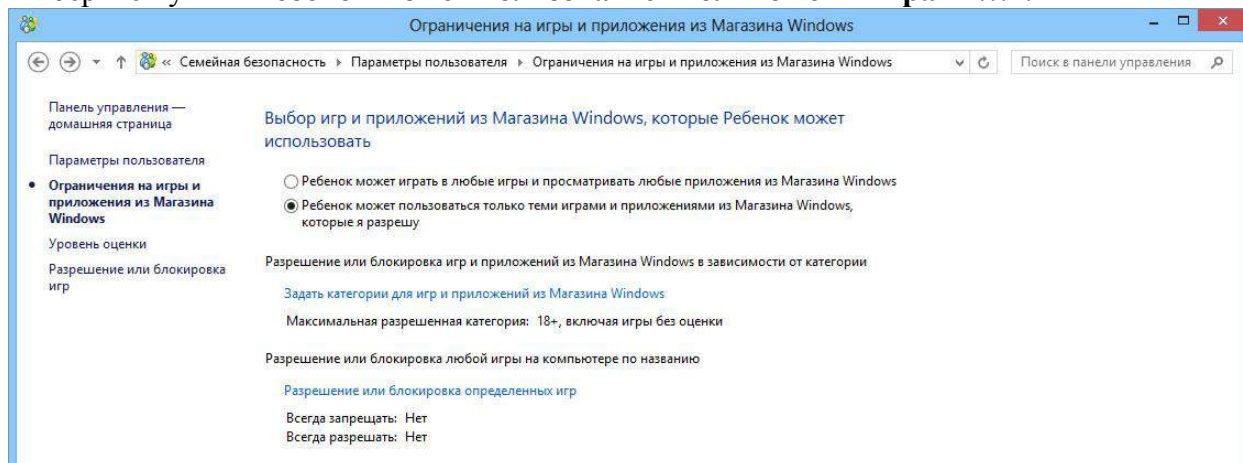 Ограничения на игры и приложения из Магазина Windows
« Семейная безопасность ▸ Параметры пользователя ▸ Ограничения на игры и приложения из Магазина Windows
Поиск в панели управления
Панель управления —
домашняя страница
Параметры пользователя
• Ограничения на игры и
приложения из Магазина
Windows
Уровень оценки
Разрешение или блокировка
игр
Выбор игр и приложений из Магазина Windows, которые Ребенок может
использовать
Ребенок может играть в любые игры и просматривать любые приложения из Магазина Windows
Ребенок может пользоваться только теми играми и приложениями из Магазина Windows,
которые я разрешу
Разрешение или блокировка игр и приложений из Магазина Windows в зависимости от категории
Задать категории для игр и приложений из Магазина Windows
Максимальная разрешенная категория: 18+, включая игры без оценки
Разрешение или блокировка любой игры на компьютере по названию
Разрешение или блокировка определенных игр
Всегда запрещать: Нет
Всегда разрешать: Нет